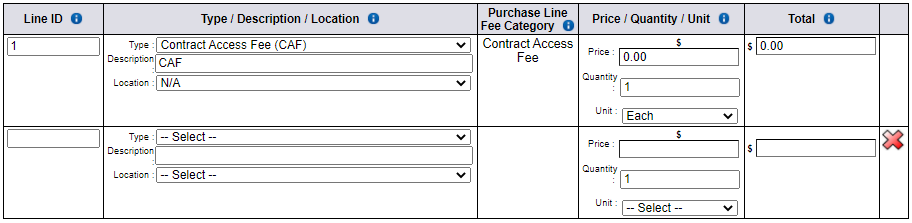 Line ID
Type / Description / Location
Purchase Line
Fee Category
Price / Quantity / Unit
Total
1
Type :
Contract Access Fee (CAF)
Description
:
CAF
Location :
N/A
Contract Access
Fee
$
Price :
0.00
Quantity
:
1
Unit :
Each
$
0.00
Type :
-- Select --
Description
:
Location :
-- Select --
$
Price :
Quantity
:
1
Unit :
-- Select --
$